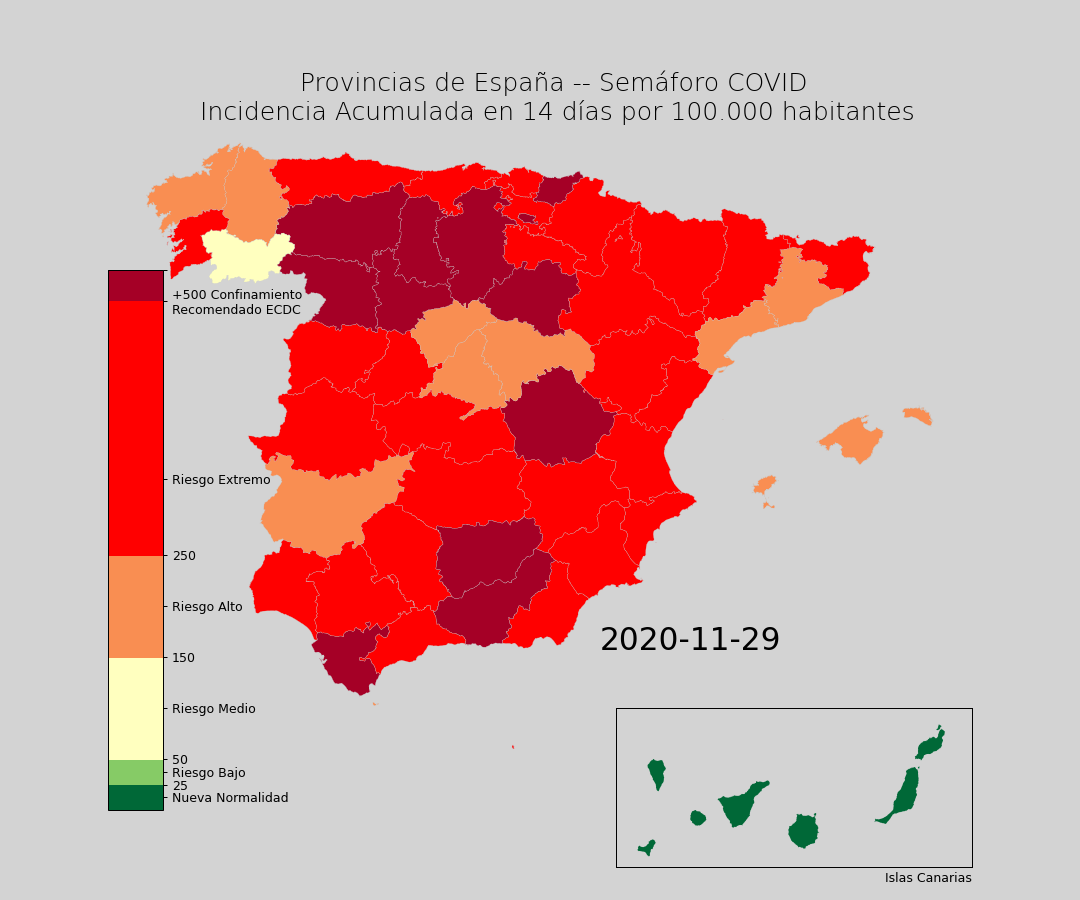 Provincias de España -- Semáforo COVID
Incidencia Acumulada en 14 días por 100.000 habitantes
+500 Confinamiento
Recomendado ECDC
Riesgo Extremo
250
Riesgo Alto
150
Riesgo Medio
50
Riesgo Bajo
25
Nueva Normalidad
2020-11-29
Islas Canarias